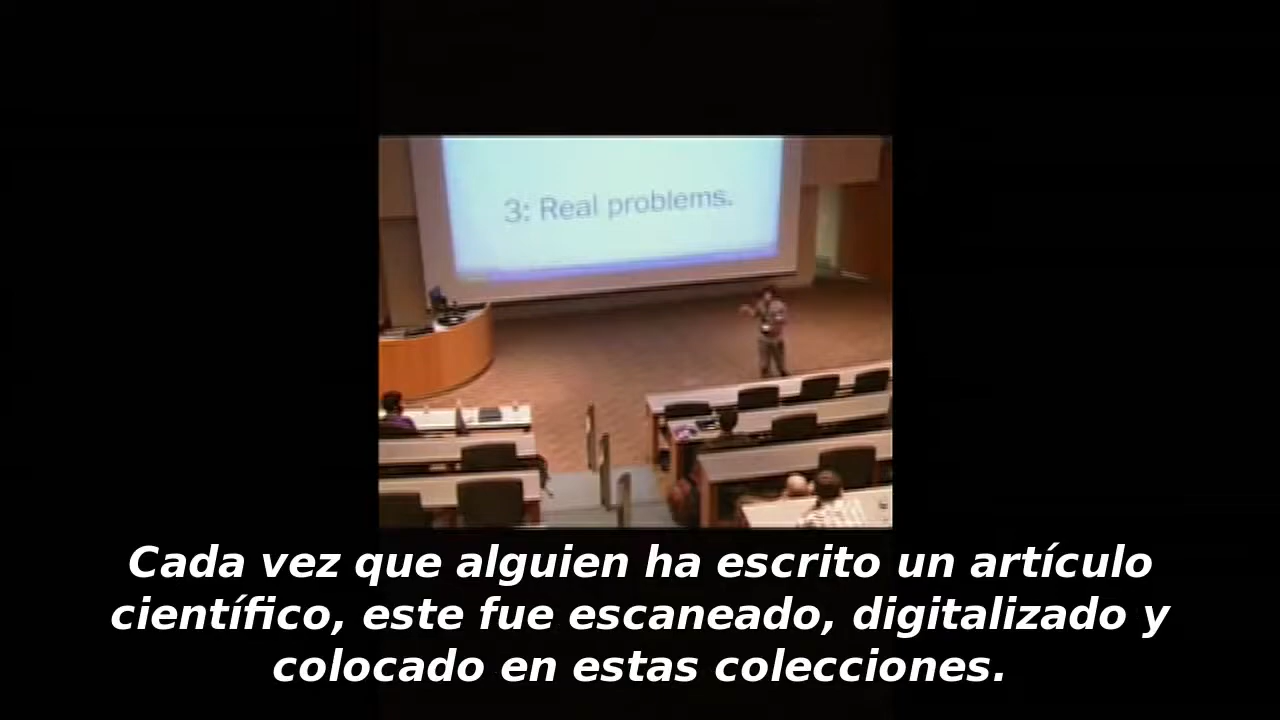 3: Real problems.
Cada vez que alguien ha escrito un artículo
científico, este fue escaneado, digitalizado y
colocado en estas colecciones.